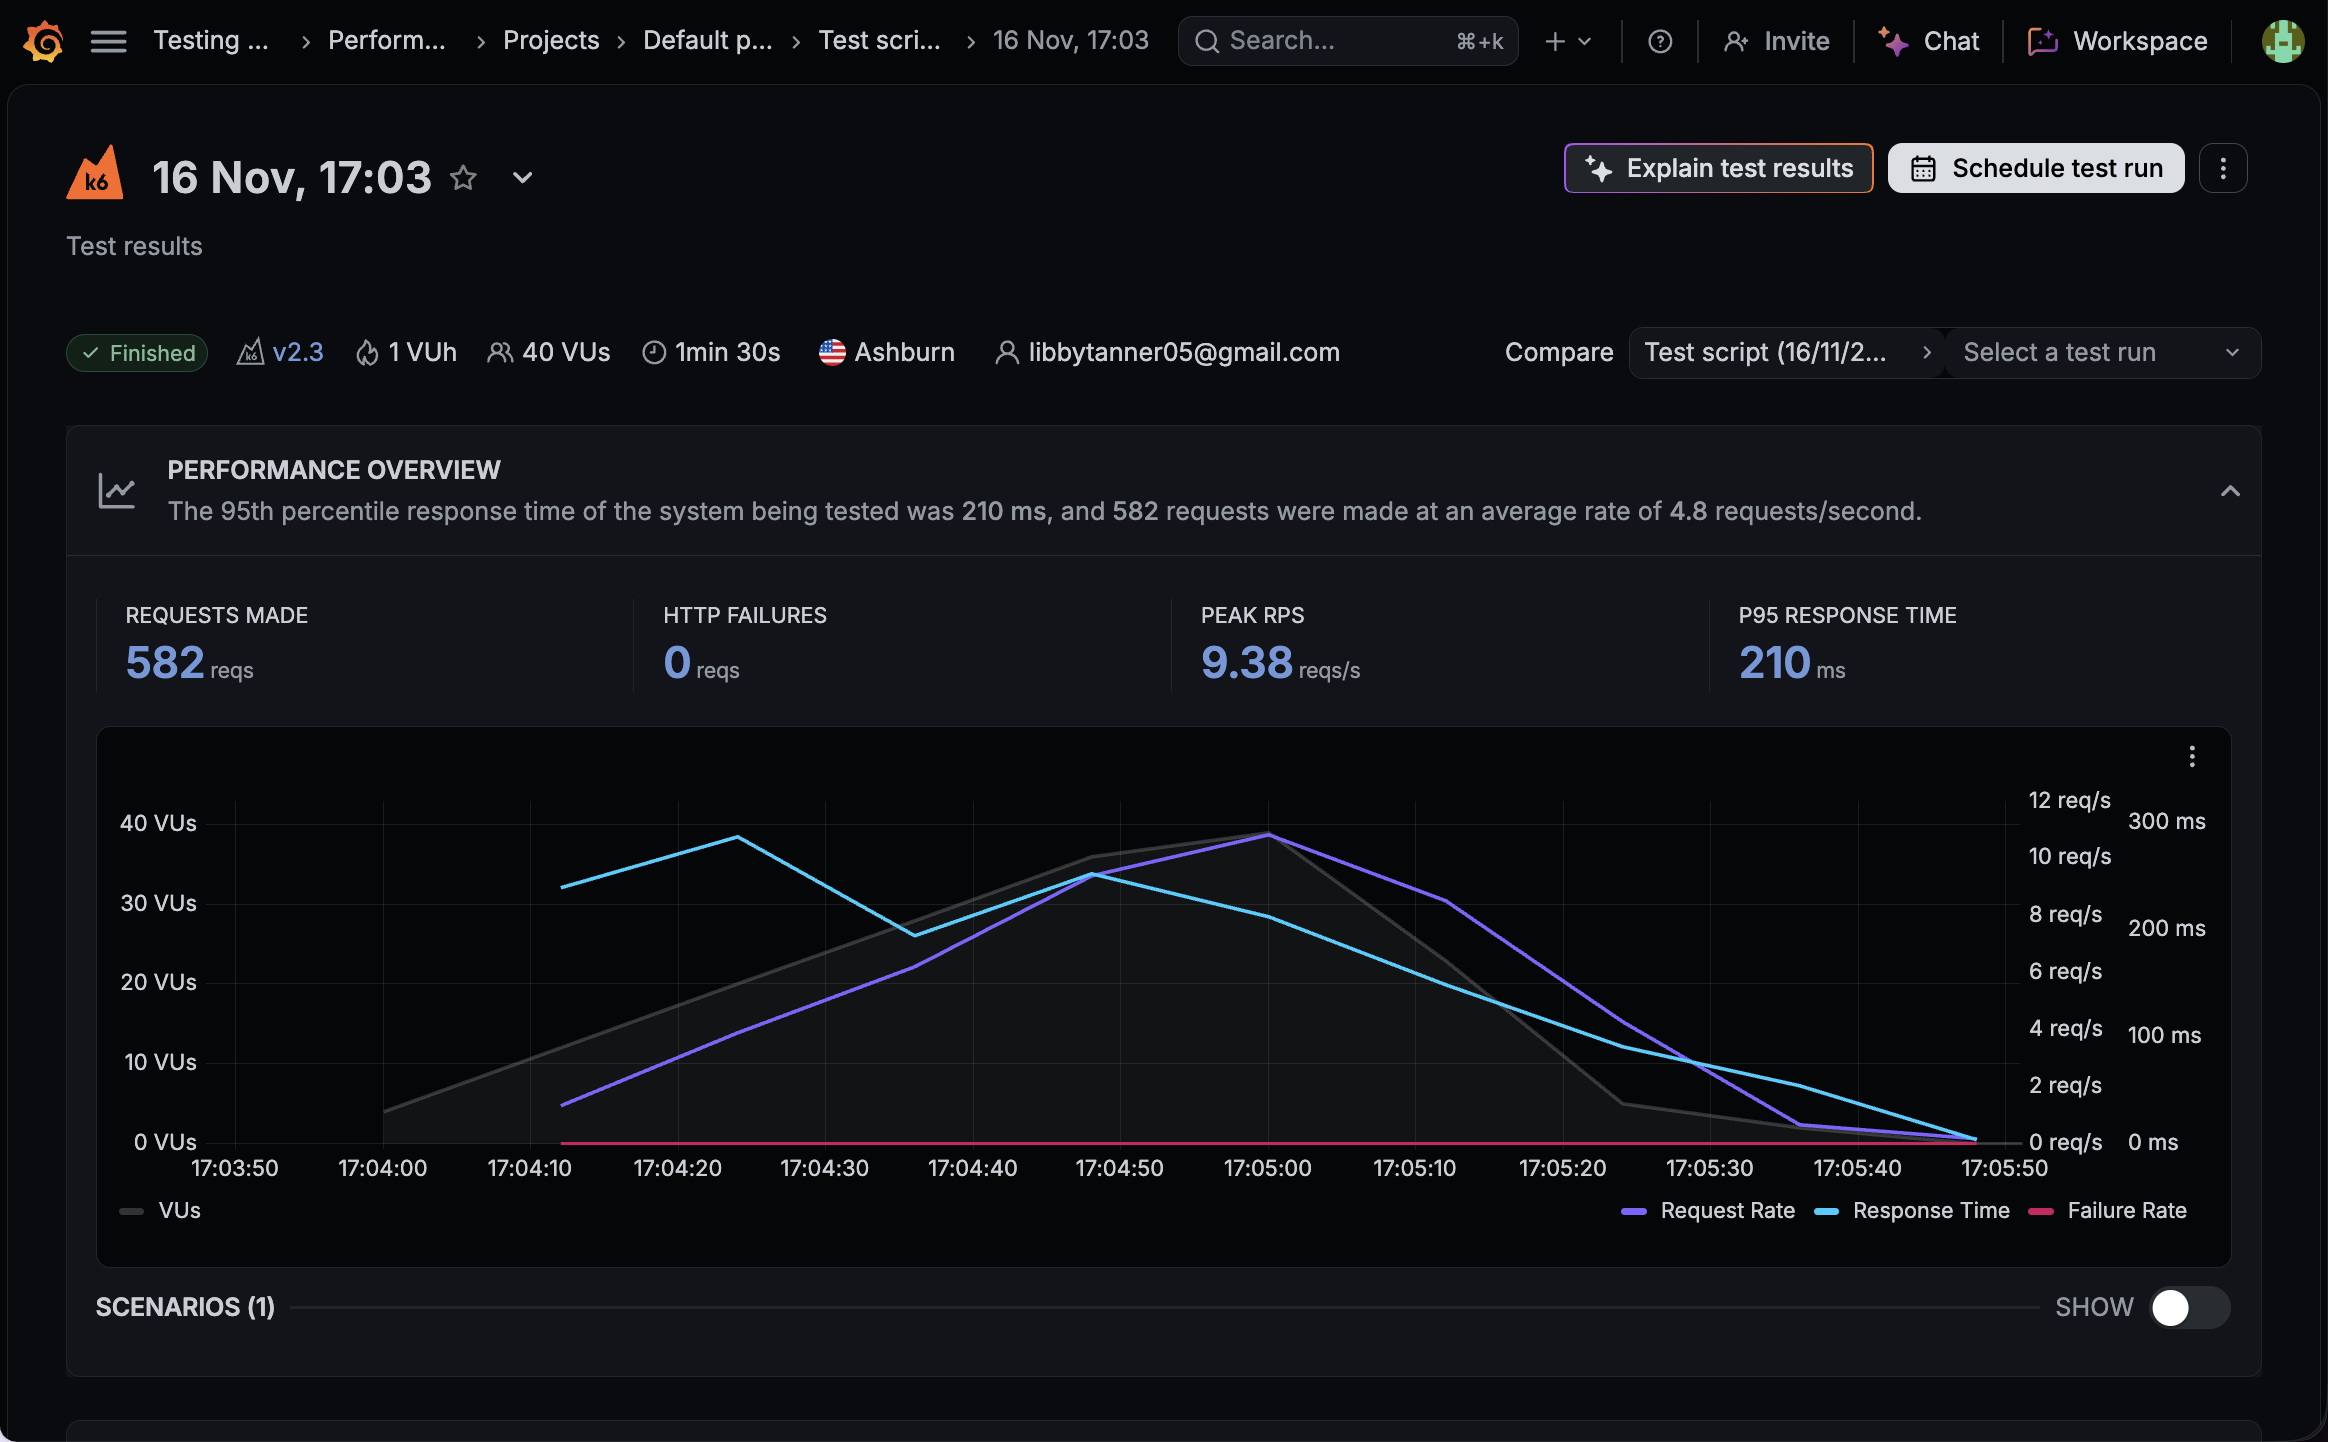 Testing ... › Perform... › Projects › Default p... › Test scri... › 16 Nov, 17:03 Search... ⌘+k Invite Chat Workspace
k6 16 Nov, 17:03 Explain test results Schedule test run
Test results
Finished k6 v2.3 1 VUh 40 VUs 1min 30s Ashburn libbytanner05@gmail.com Compare Test script (16/11/2... › Select a test run
PERFORMANCE OVERVIEW
The 95th percentile response time of the system being tested was 210 ms, and 582 requests were made at an average rate of 4.8 requests/second.
REQUESTS MADE
582 reqs
HTTP FAILURES
0 reqs
PEAK RPS
9.38 reqs/s
P95 RESPONSE TIME
210 ms
40 VUs
30 VUs
20 VUs
10 VUs
0 VUs
12 req/s
10 req/s
8 req/s
6 req/s
4 req/s
2 req/s
0 req/s
300 ms
200 ms
100 ms
0 ms
17:03:50 17:04:00 17:04:10 17:04:20 17:04:30 17:04:40 17:04:50 17:05:00 17:05:10 17:05:20 17:05:30 17:05:40 17:05:50
VUs Request Rate Response Time Failure Rate
SCENARIOS (1) SHOW